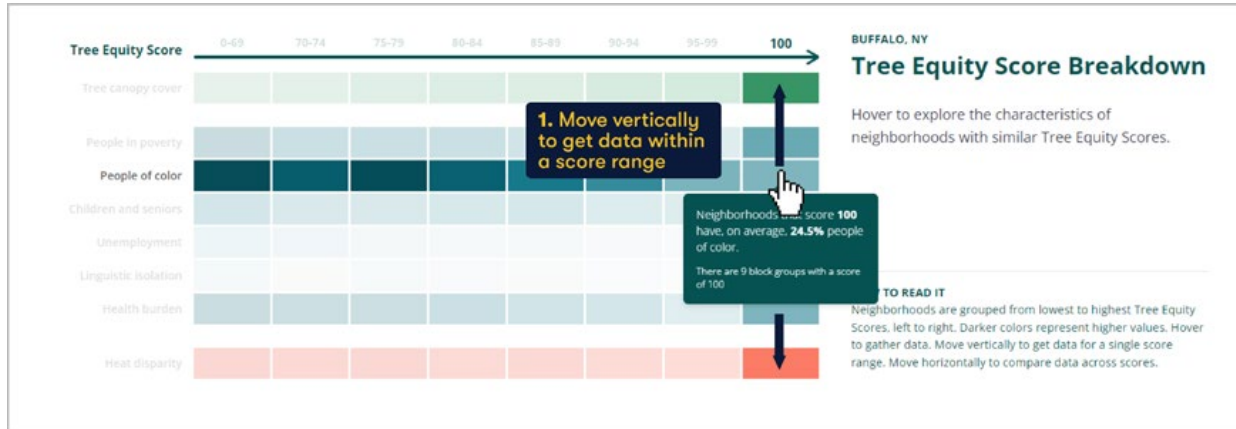 Tree Equity Score
0-69 70-74 75-79 80-84 85-89 90-94 95-99 100
Tree canopy cover
People in poverty
People of color
Children and seniors
Unemployment
Linguistic isolation
Health burden
Heat disparity
1. Move vertically
to get data within
a score range
Neighborhoods score 100
have, on average, 24.5% people
of color.
There are 9 block groups with a score
of 100
BUFFALO, NY
Tree Equity Score Breakdown
Hover to explore the characteristics of
neighborhoods with similar Tree Equity Scores.
TO READ IT
Neighborhoods are grouped from lowest to highest Tree Equity
Scores, left to right. Darker colors represent higher values. Hover
to gather data. Move vertically to get data for a single score
range. Move horizontally to compare data across scores.